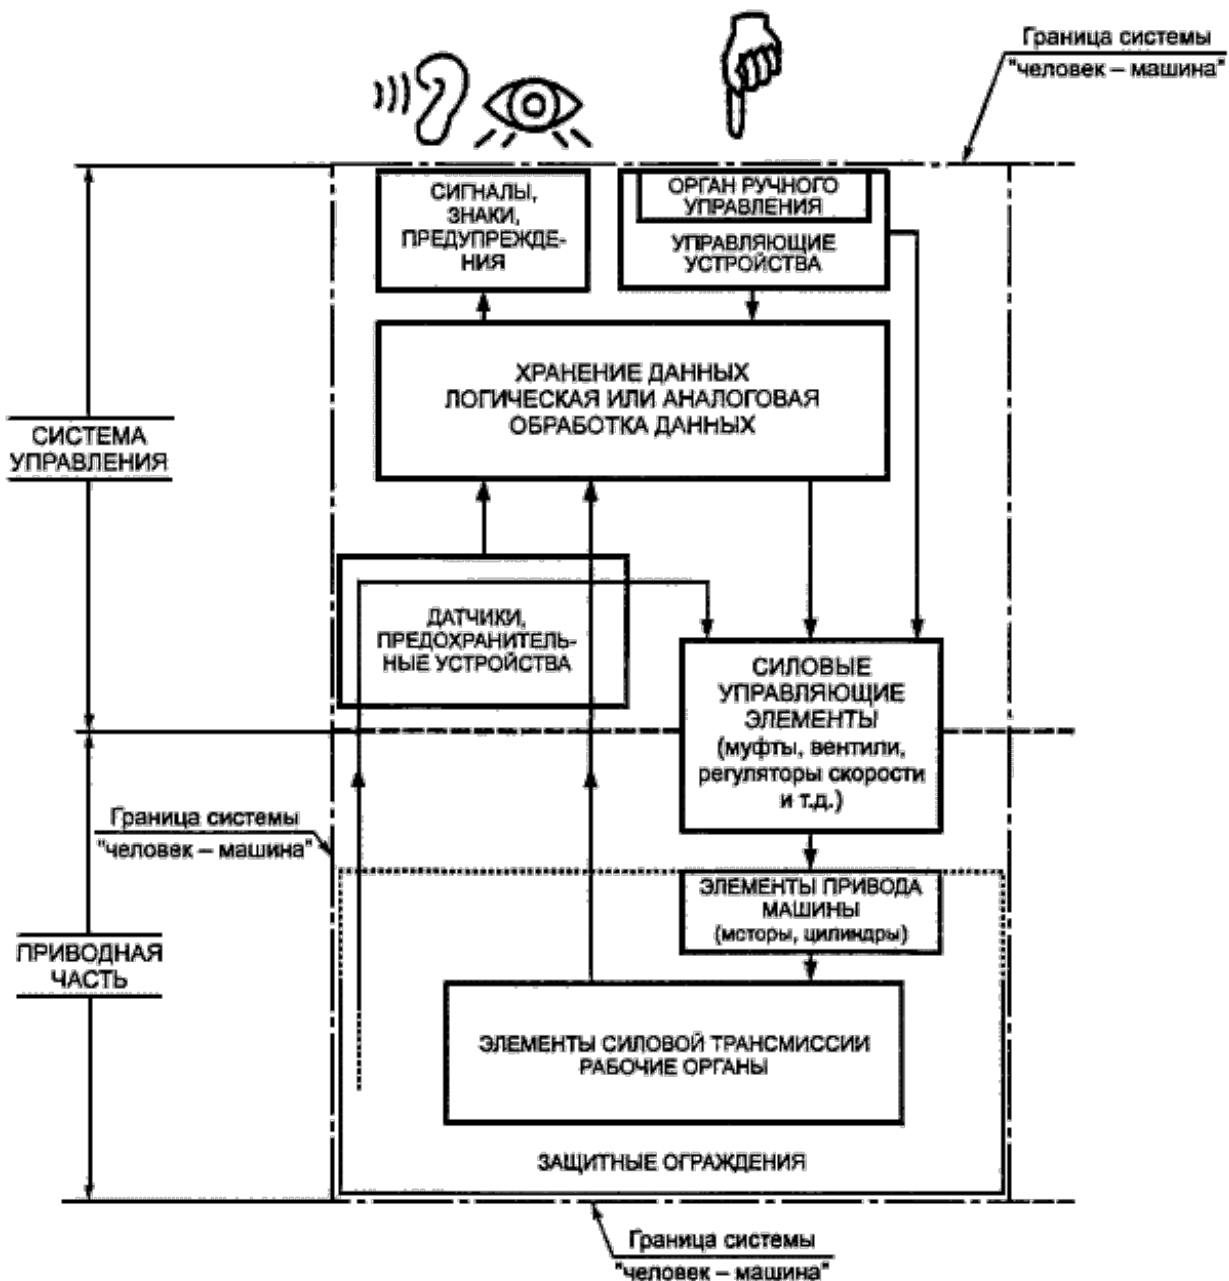 Граница системы
"человек – машина"
СИГНАЛЫ,
ЗНАКИ,
ПРЕДУПРЕЖДЕ-
НИЯ
ОРГАН РУЧНОГО
УПРАВЛЕНИЯ
УПРАВЛЯЮЩИЕ
УСТРОЙСТВА
ХРАНЕНИЕ ДАННЫХ
ЛОГИЧЕСКАЯ ИЛИ АНАЛОГОВАЯ
ОБРАБОТКА ДАННЫХ
СИСТЕМА
УПРАВЛЕНИЯ
ДАТЧИКИ,
ПРЕДОХРАНИТЕЛЬ-
НЫЕ УСТРОЙСТВА
СИЛОВЫЕ
УПРАВЛЯЮЩИЕ
ЭЛЕМЕНТЫ
(муфты, вентили,
регуляторы скорости
и т.д.)
Граница системы
"человек – машина"
ЭЛЕМЕНТЫ ПРИВОДА
МАШИНЫ
(моторы, цилиндры)
ПРИВОДНАЯ
ЧАСТЬ
ЭЛЕМЕНТЫ СИЛОВОЙ ТРАНСМИССИИ
РАБОЧИЕ ОРГАНЫ
ЗАЩИТНЫЕ ОГРАЖДЕНИЯ
Граница системы
"человек – машина"